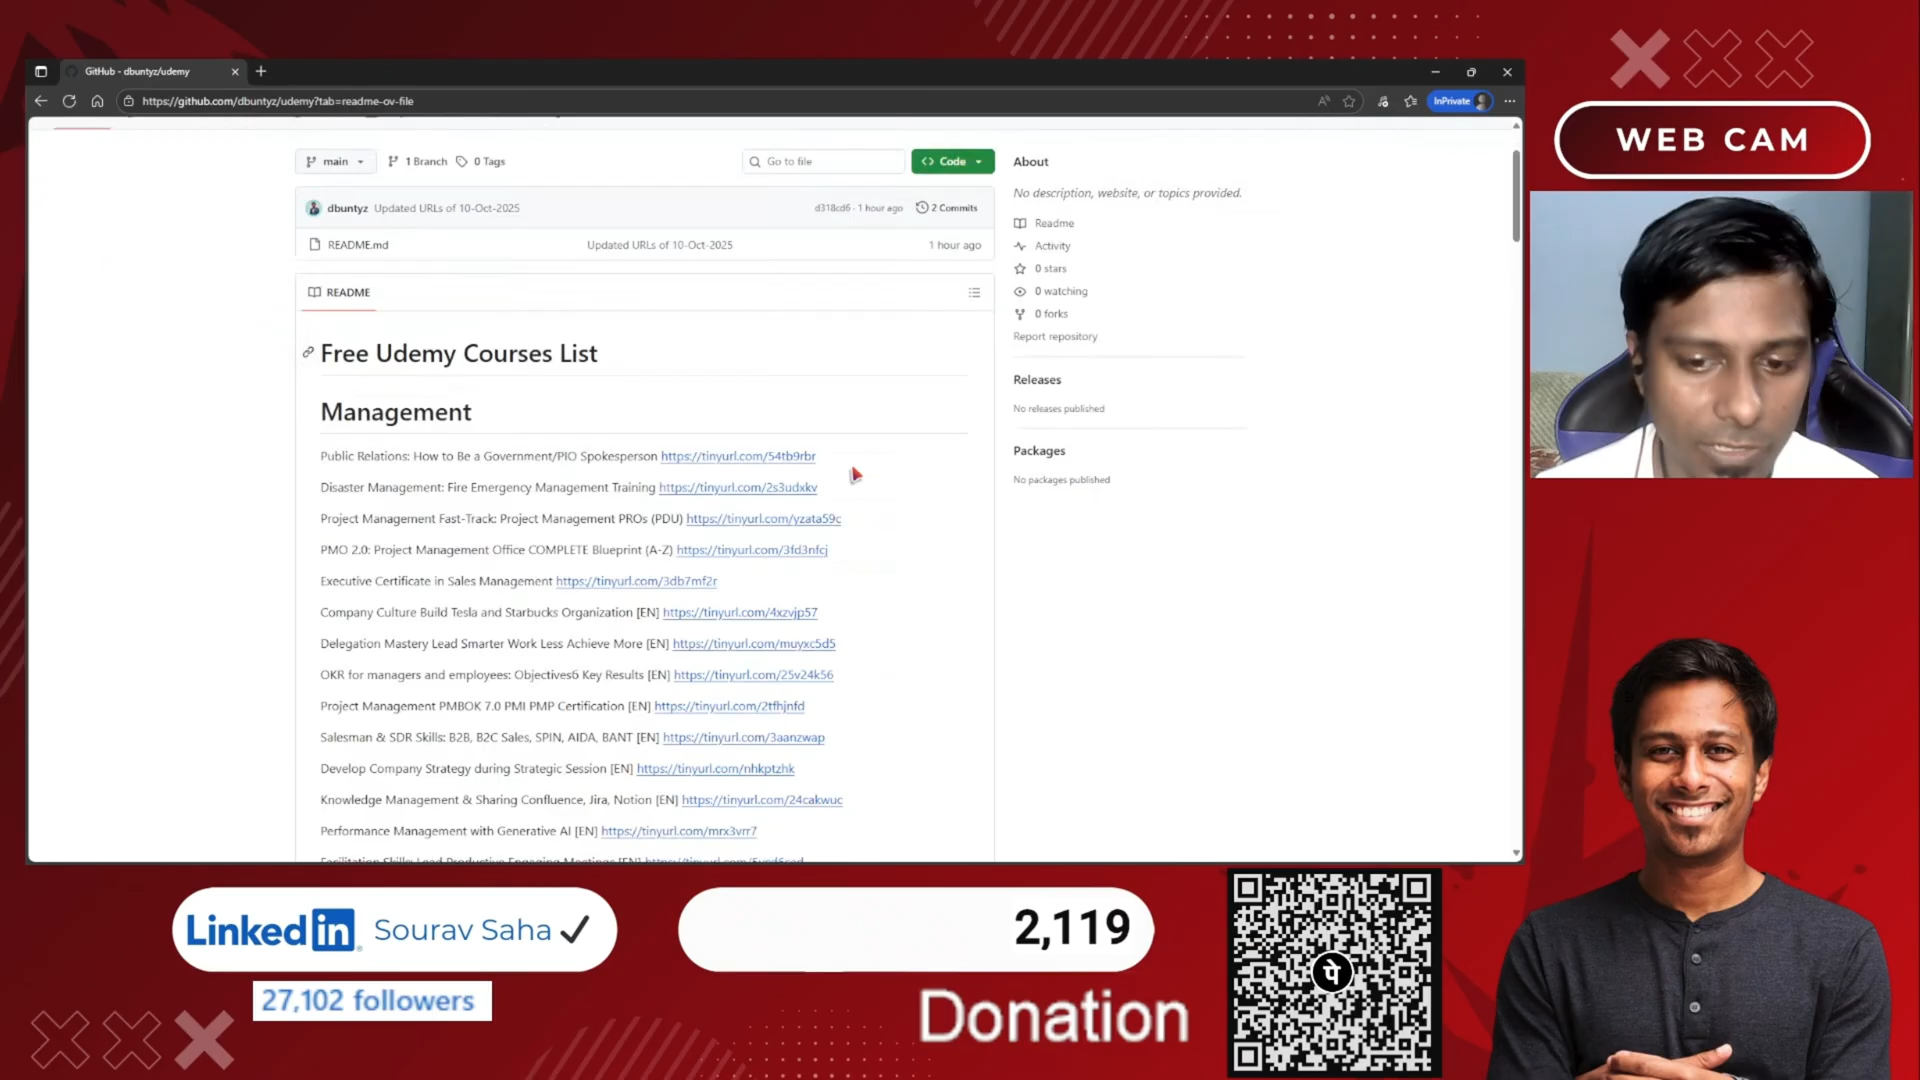 GitHub - dbuntyz/udemy
https://github.com/dbuntyz/udemy?tab=readme-ov-file
InPrivate
WEB CAM
main
1 Branch
0 Tags
Go to file
Code
dbuntyz Updated URLs of 10-Oct-2025
d318cd6 · 1 hour ago
2 Commits
README.md
Updated URLs of 10-Oct-2025
1 hour ago
README
Free Udemy Courses List
Management
Public Relations: How to Be a Government/PIO Spokesperson https://tinyurl.com/54tb9rbr
Disaster Management: Fire Emergency Management Training https://tinyurl.com/2s3udxkv
Project Management Fast-Track: Project Management PROs (PDU) https://tinyurl.com/yzata59c
PMO 2.0: Project Management Office COMPLETE Blueprint (A-Z) https://tinyurl.com/3fd3nfcj
Executive Certificate in Sales Management https://tinyurl.com/3db7mf2r
Company Culture Build Tesla and Starbucks Organization [EN] https://tinyurl.com/4xzvjp57
Delegation Mastery Lead Smarter Work Less Achieve More [EN] https://tinyurl.com/muyxc5d5
OKR for managers and employees: Objectivesб Key Results [EN] https://tinyurl.com/25v24k56
Project Management PMBOK 7.0 PMI PMP Certification [EN] https://tinyurl.com/2tfhjnfd
Salesman & SDR Skills: B2B, B2C Sales, SPIN, AIDA, BANT [EN] https://tinyurl.com/3aanzwap
Develop Company Strategy during Strategic Session [EN] https://tinyurl.com/nhkptzhk
Knowledge Management & Sharing Confluence, Jira, Notion [EN] https://tinyurl.com/24cakwuc
Performance Management with Generative AI [EN] https://tinyurl.com/mrx3vrr7
Facilitation Skills: Lead Productive Engaging Meetings [EN]
About
No description, website, or topics provided.
Readme
Activity
0 stars
0 watching
0 forks
Report repository
Releases
No releases published
Packages
No packages published
Linked in Sourav Saha
27,102 followers
2,119
Donation
पे